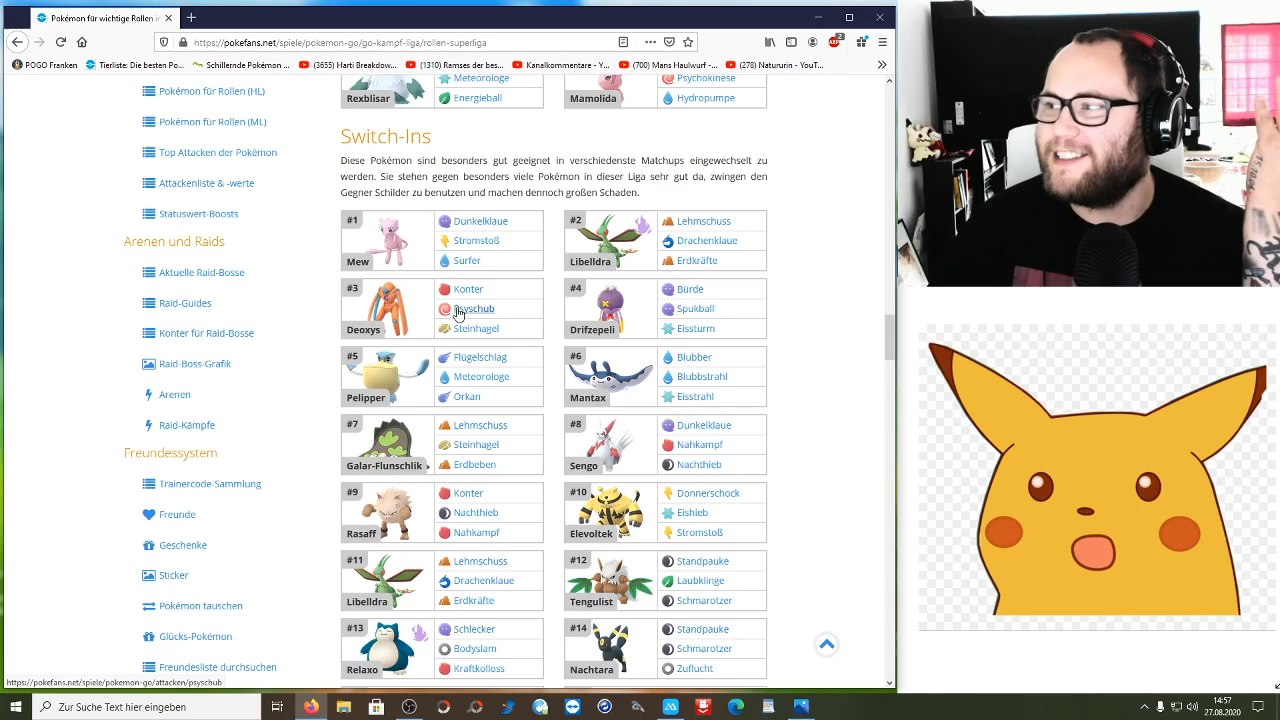 Pokémon für wichtige Rollen in
https://pokefans.net/spiele/pokemon-go/go-kampf-liga/rollen-superliga
2
ABP
POGO Franken
Tierliste: Die besten Po...
Schillernde Pokémon ...
(3655) Harti Breakdow...
(1310) Ramses der bes...
Kanalkommentare - Y...
(700) Mans Haulwurf -...
(278) Natururin - YouT...
Pokémon für Rollen (HL)
Pokémon für Rollen (ML)
Top Attacken der Pokémon
Attackenliste & -werte
Statuswert-Boosts
Arenen und Raids
Aktuelle Raid-Bosse
Raid-Guides
Konter für Raid-Bosse
Raid-Boss-Grafik
Arenen
Raid-Kämpfe
Freundessystem
Trainercode-Sammlung
Freunde
Geschenke
Sticker
Pokémon tauschen
Glücks-Pokémon
Freundesliste durchsuchen
Rexblisar
Meteorologe
Energieball
Mamolida
Psychokinese
Hydropumpe
Switch-Ins
Diese Pokémon sind besonders gut geeignet in verschiedenste Matchups eingewechselt zu
werden. Sie stehen gegen besonders viele Pokémon in dieser Liga sehr gut da, zwingen den
Gegner Schilder zu benutzen und machen dennoch großen Schaden.
#1
Mew
Dunkelklaue
Stromstoß
Surfer
#2
Libelldra
Lehmschuss
Drachenklaue
Erdkräfte
#3
Deoxys
Konter
Psyschub
Steinhagel
#4
Drifzepeli
Bürde
Spukball
Eissturm
#5
Pelipper
Flügelschlag
Meteorologe
Orkan
#6
Mantax
Blubber
Blubbstrahl
Eisstrahl
#7
Galar-Flunschlik
Lehmschuss
Steinhagel
Erdbeben
#8
Sengo
Dunkelklaue
Nahkampf
Nachthieb
#9
Rasaff
Konter
Nachthieb
Nahkampf
#10
Elevoltek
Donnerschock
Eishieb
Stromstoß
#11
Libelldra
Lehmschuss
Drachenklaue
Erdkräfte
#12
Tengulist
Standpauke
Laubklinge
Schmarotzer
#13
Relaxo
Schlecker
Bodyslam
Kraftkolloss
#14
Nachtara
Standpauke
Schmarotzer
Zuflucht
https://pokefans.net/spiele/pokemon-go/attacken/psyschub
Zur Suche Text hier eingeben
14:57
27.08.2020